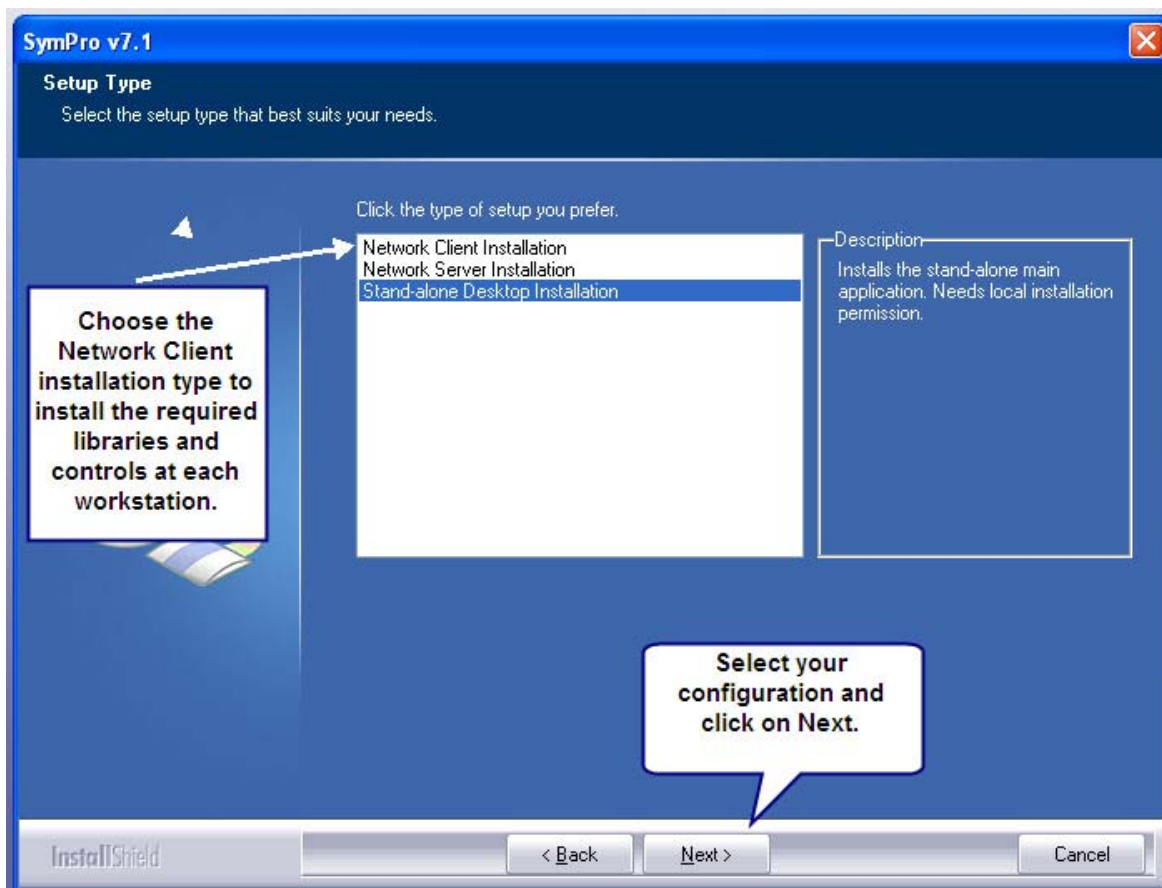 SymPro v7.1
Setup Type
Select the setup type that best suits your needs.
Click the type of setup you prefer.
Network Client Installation
Network Server Installation
Stand-alone Desktop Installation
Description
Installs the stand-alone main
application. Needs local installation
permission.
Choose the
Network Client
installation type to
install the required
libraries and
controls at each
workstation.
Select your
configuration and
click on Next.
InstallShield
< Back
Next >
Cancel